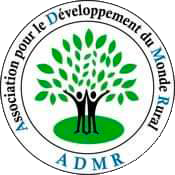 Association pour le Développement du Monde Rural
ADMR